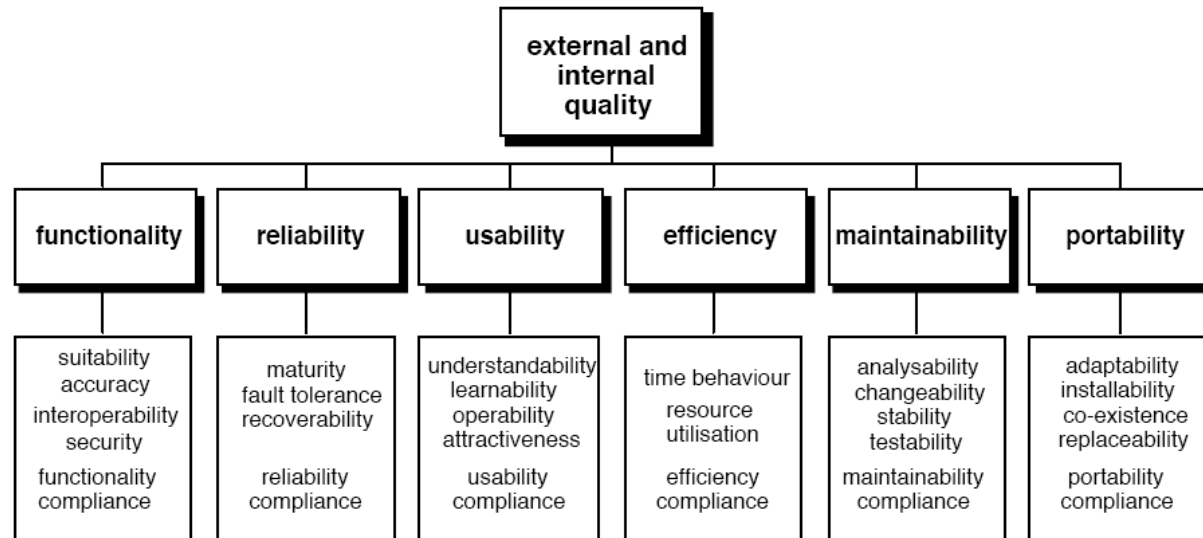 external and
internal
quality
functionality
reliability
usability
efficiency
maintainability
portability
suitability
accuracy
interoperability
security
functionality
compliance
maturity
fault tolerance
recoverability
reliability
compliance
understandability
learnability
operability
attractiveness
usability
compliance
time behaviour
resource
utilisation
efficiency
compliance
analysability
changeability
stability
testability
maintainability
compliance
adaptability
installability
co-existence
replaceability
portability
compliance